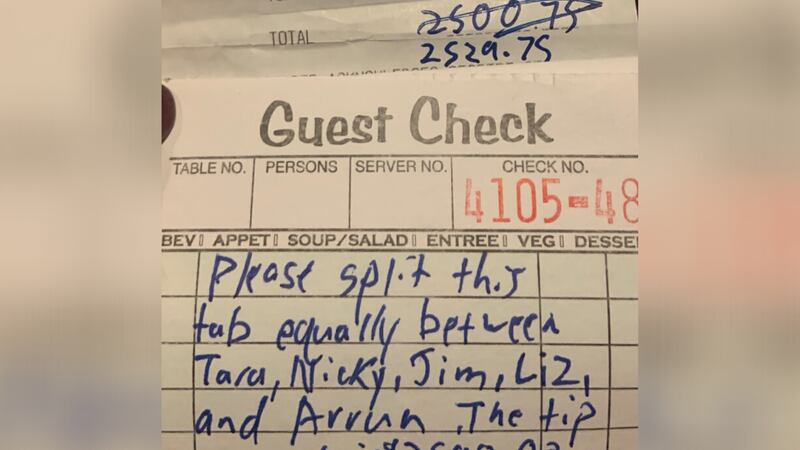 2500.75
TOTAL
2529.75
Guest Check
TABLE NO. PERSONS SERVER NO. CHECK NO.
4105-48
BEV APPET SOUP/SALAD ENTREE VEG DESSE
Please split this
tab equally between
Tara, Nicky, Jim, Liz,
and Arrun. The tip